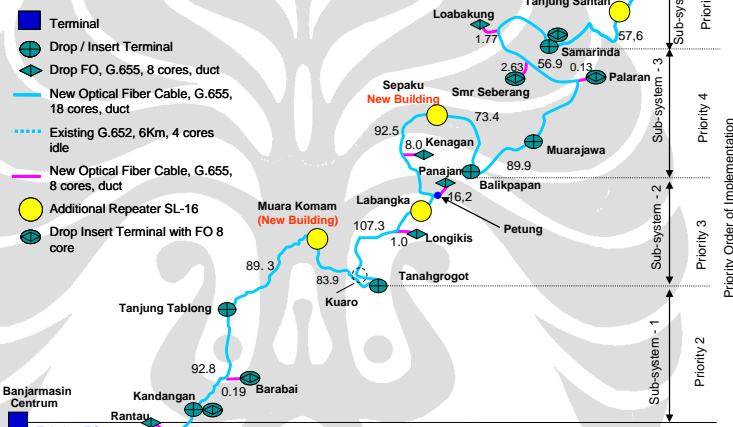 Terminal
Drop / Insert Terminal
Drop FO, G.655, 8 cores, duct
New Optical Fiber Cable, G.655,
18 cores, duct
Existing G.652, 6Km, 4 cores
idle
New Optical Fiber Cable, G.655,
8 cores, duct
Additional Repeater SL-16
Drop Insert Terminal with FO 8
core
Tanjung Santan
Loabakung
1.77
57,6
Samarinda
56.9
2.63
0.13
Palaran
Smr Seberang
Sepaku
New Building
73.4
92.5
8.0
Kenagan
Muarajawa
89.9
Panajam
Balikpapan
16,2
Labangka
Petung
Muara Komam
(New Building)
107.3
1.0
Longikis
89. 3
83.9
Tanahgrogot
Kuaro
Tanjung Tablong
92.8
0.19
Barabai
Kandangan
Banjarmasin
Centrum
Rantau
Sub-sys
Priori
Sub-system - 3
Priority 4
Sub-system - 2
Priority 3
Sub-system - 1
Priority 2
Priority Order of Implementation